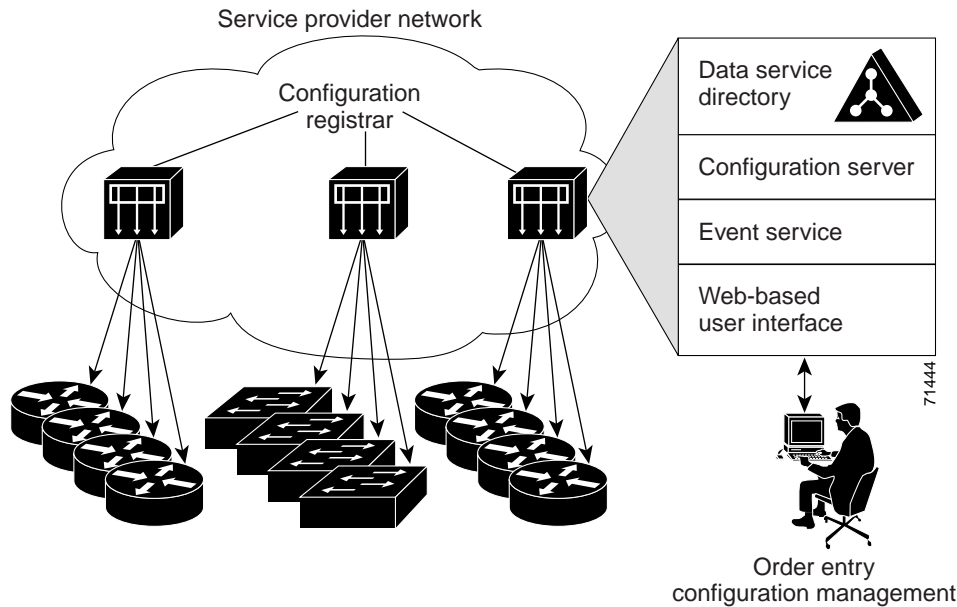 Service provider network
Configuration
registrar
Data service
directory
Configuration server
Event service
Web-based
user interface
71444
Order entry
configuration management